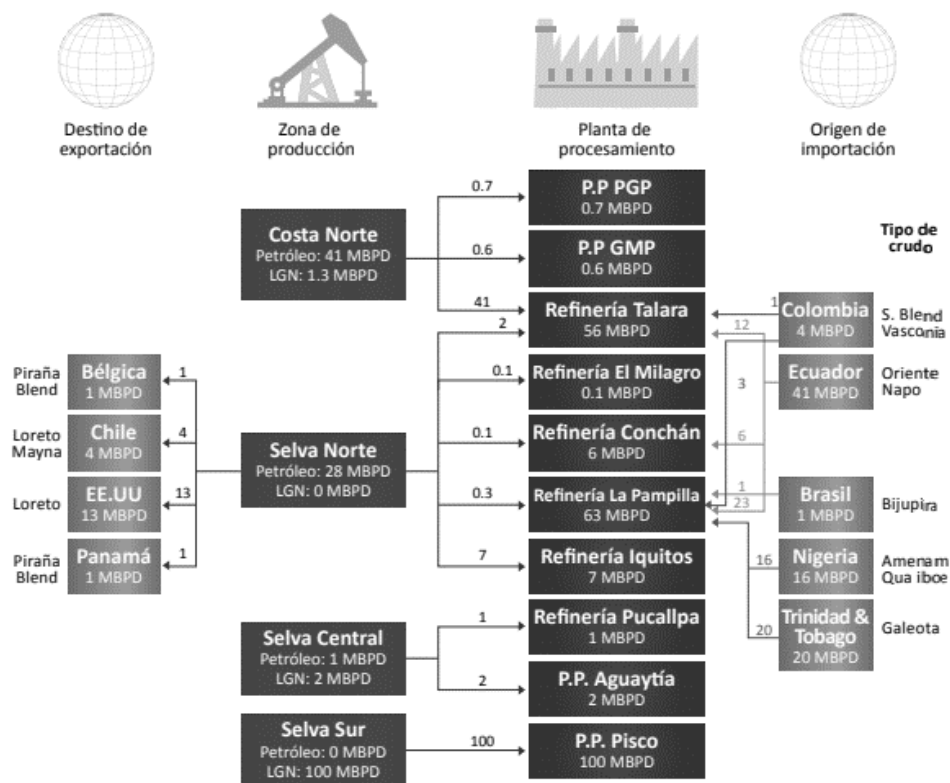 Destino de
exportación
Zona de
producción
Planta de
procesamiento
Origen de
importación
Tipo de
crudo
Costa Norte
Petróleo: 41 MBPD
LGN: 1.3 MBPD
0.7
P.P PGP
0.7 MBPD
0.6
P.P GMP
0.6 MBPD
41
2
Refinería Talara
56 MBPD
1
12
Colombia
4 MBPD
S. Blend
Vasconia
Piraña
Blend
Bélgica
1 MBPD
1
0.1
Refinería El Milagro
0.1 MBPD
3
Ecuador
41 MBPD
Oriente
Napo
Loreto
Mayna
Chile
4 MBPD
4
Selva Norte
Petróleo: 28 MBPD
LGN: 0 MBPD
0.1
Refinería Conchán
6 MBPD
6
Loreto
EE.UU
13 MBPD
13
0.3
Refinería La Pampilla
63 MBPD
1
23
Brasil
1 MBPD
Bijupira
Piraña
Blend
Panamá
1 MBPD
1
7
Refinería Iquitos
7 MBPD
16
Nigeria
16 MBPD
Amenam
Qua iboe
Selva Central
Petróleo: 1 MBPD
LGN: 2 MBPD
1
Refinería Pucallpa
1 MBPD
20
Trinidad &
Tobago
20 MBPD
Galeota
2
P.P. Aguaytía
2 MBPD
Selva Sur
Petróleo: 0 MBPD
LGN: 100 MBPD
100
P.P. Pisco
100 MBPD